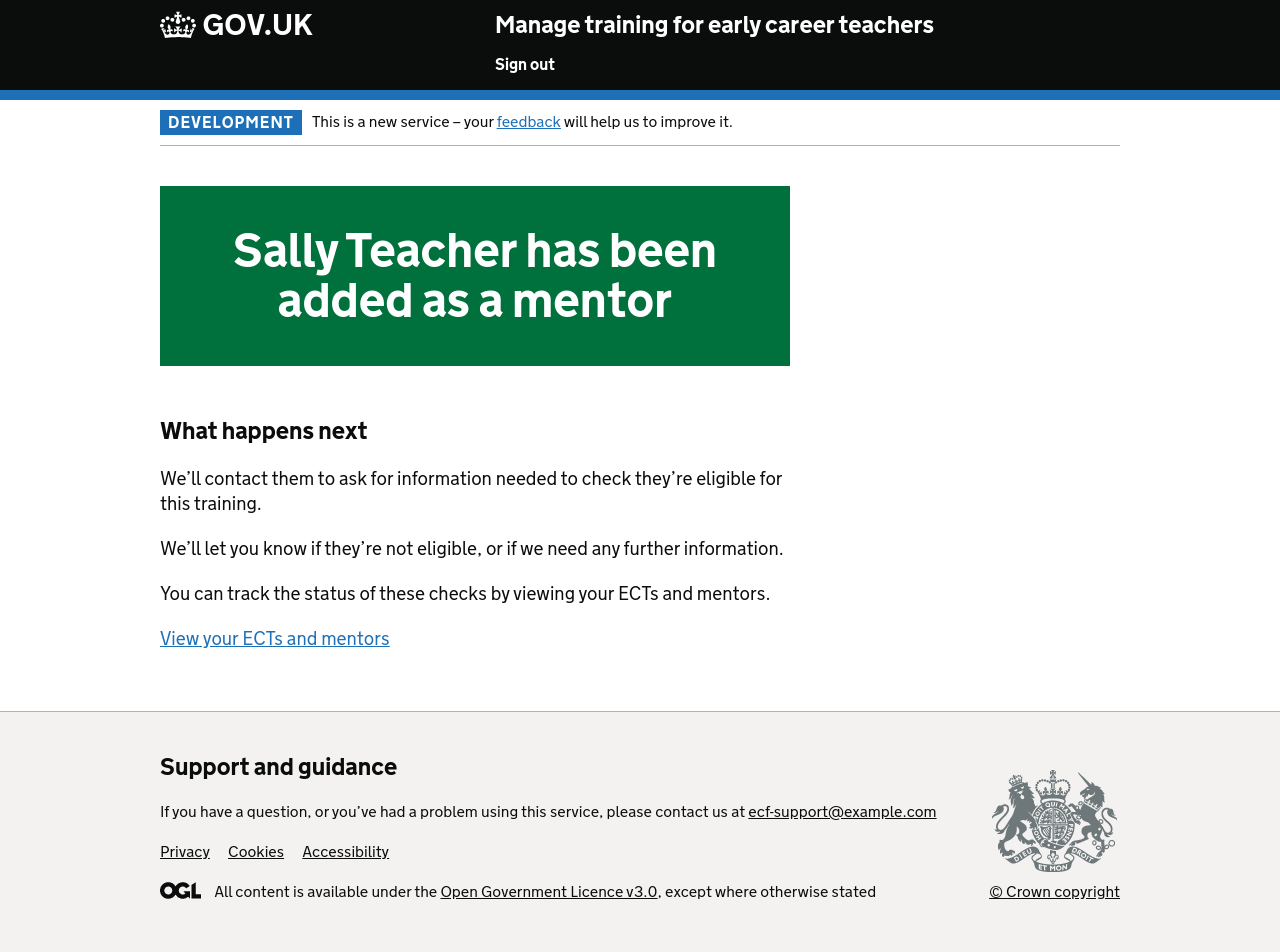 GOV.UK
Manage training for early career teachers
Sign out
DEVELOPMENT
This is a new service – your feedback will help us to improve it.
Sally Teacher has been
added as a mentor
What happens next
We’ll contact them to ask for information needed to check they’re eligible for
this training.
We’ll let you know if they’re not eligible, or if we need any further information.
You can track the status of these checks by viewing your ECTs and mentors.
View your ECTs and mentors
Support and guidance
If you have a question, or you’ve had a problem using this service, please contact us at ecf-support@example.com
Privacy Cookies Accessibility
OGL All content is available under the Open Government Licence v3.0, except where otherwise stated
DIEU ET MON DROIT
© Crown copyright